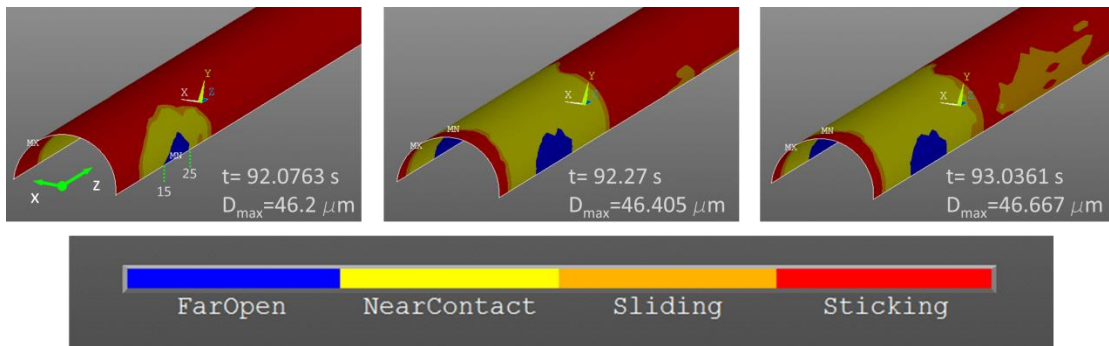 Y
X Z
MX
MN
Z
X
15
25
t= 92.0763 s
Dmax=46.2 μm
Y
X Z
MN
MX
t= 92.27 s
Dmax=46.405 μm
Y
X Z
MN
MX
t= 93.0361 s
Dmax=46.667 μm
FarOpen NearContact Sliding Sticking